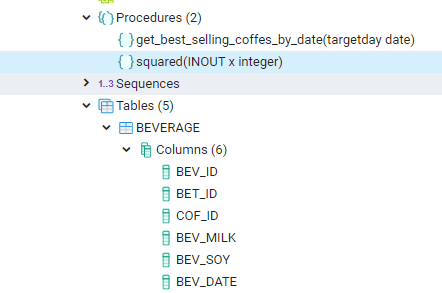 Procedures (2)
get_best_selling_coffes_by_date(targetday date)
squared(INOUT x integer)
1..3 Sequences
Tables (5)
BEVERAGE
Columns (6)
BEV_ID
BET_ID
COF_ID
BEV_MILK
BEV_SOY
BEV_DATE